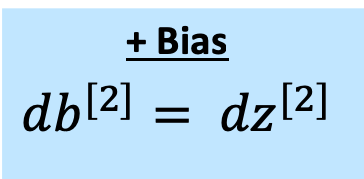 + Bias
db[2] = dz[2]